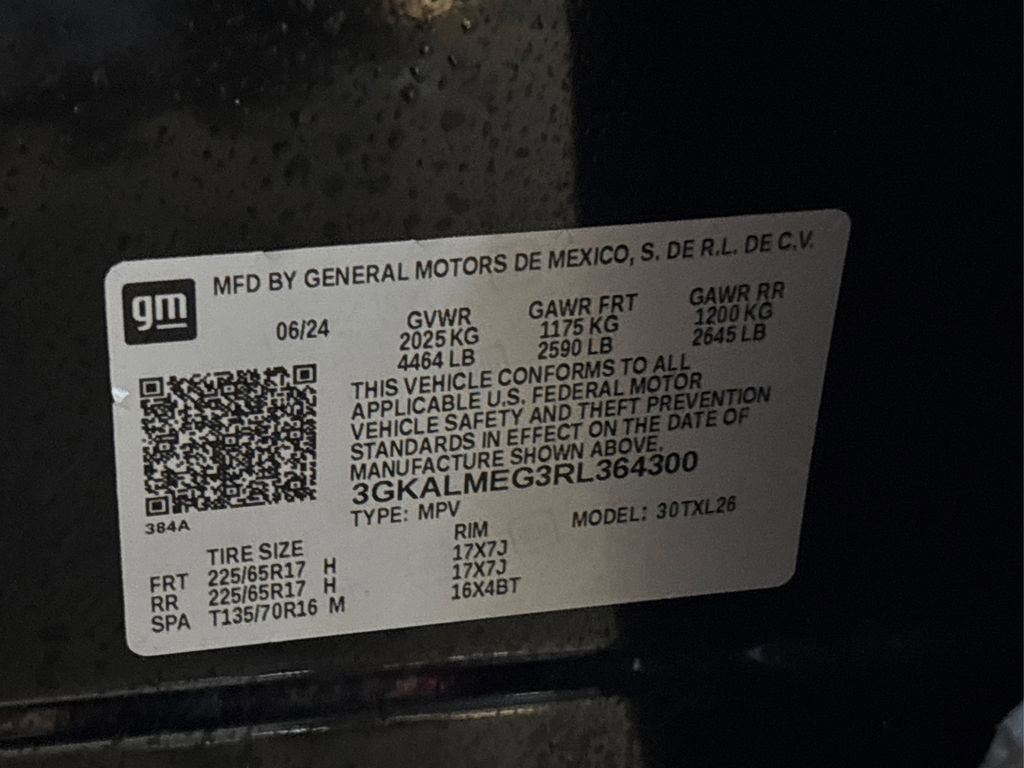 gm
MFD BY GENERAL MOTORS DE MEXICO, S. DE R.L. DE C.V.
06/24 GVWR GAWR FRT GAWR RR
2025 KG 1175 KG 1200 KG
4464 LB 2590 LB 2645 LB
THIS VEHICLE CONFORMS TO ALL
APPLICABLE U.S. FEDERAL MOTOR
VEHICLE SAFETY AND THEFT PREVENTION
STANDARDS IN EFFECT ON THE DATE OF
MANUFACTURE SHOWN ABOVE.
3GKALMEG3RL364300
384A
TYPE: MPV MODEL: 30TXL26
TIRE SIZE RIM
FRT 225/65R17 H 17X7J
RR 225/65R17 H 17X7J
SPA T135/70R16 M 16X4BT